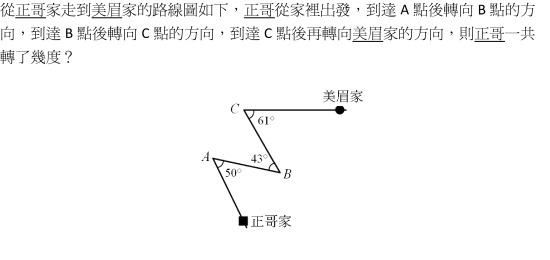 從正哥家走到美眉家的路線圖如下，正哥從家裡出發，到達 A 點後轉向 B 點的方
向，到達 B 點後轉向 C 點的方向，到達 C 點後再轉向美眉家的方向，則正哥一共
轉了幾度？
美眉家
C
61°
A
43°
50°
B
正哥家